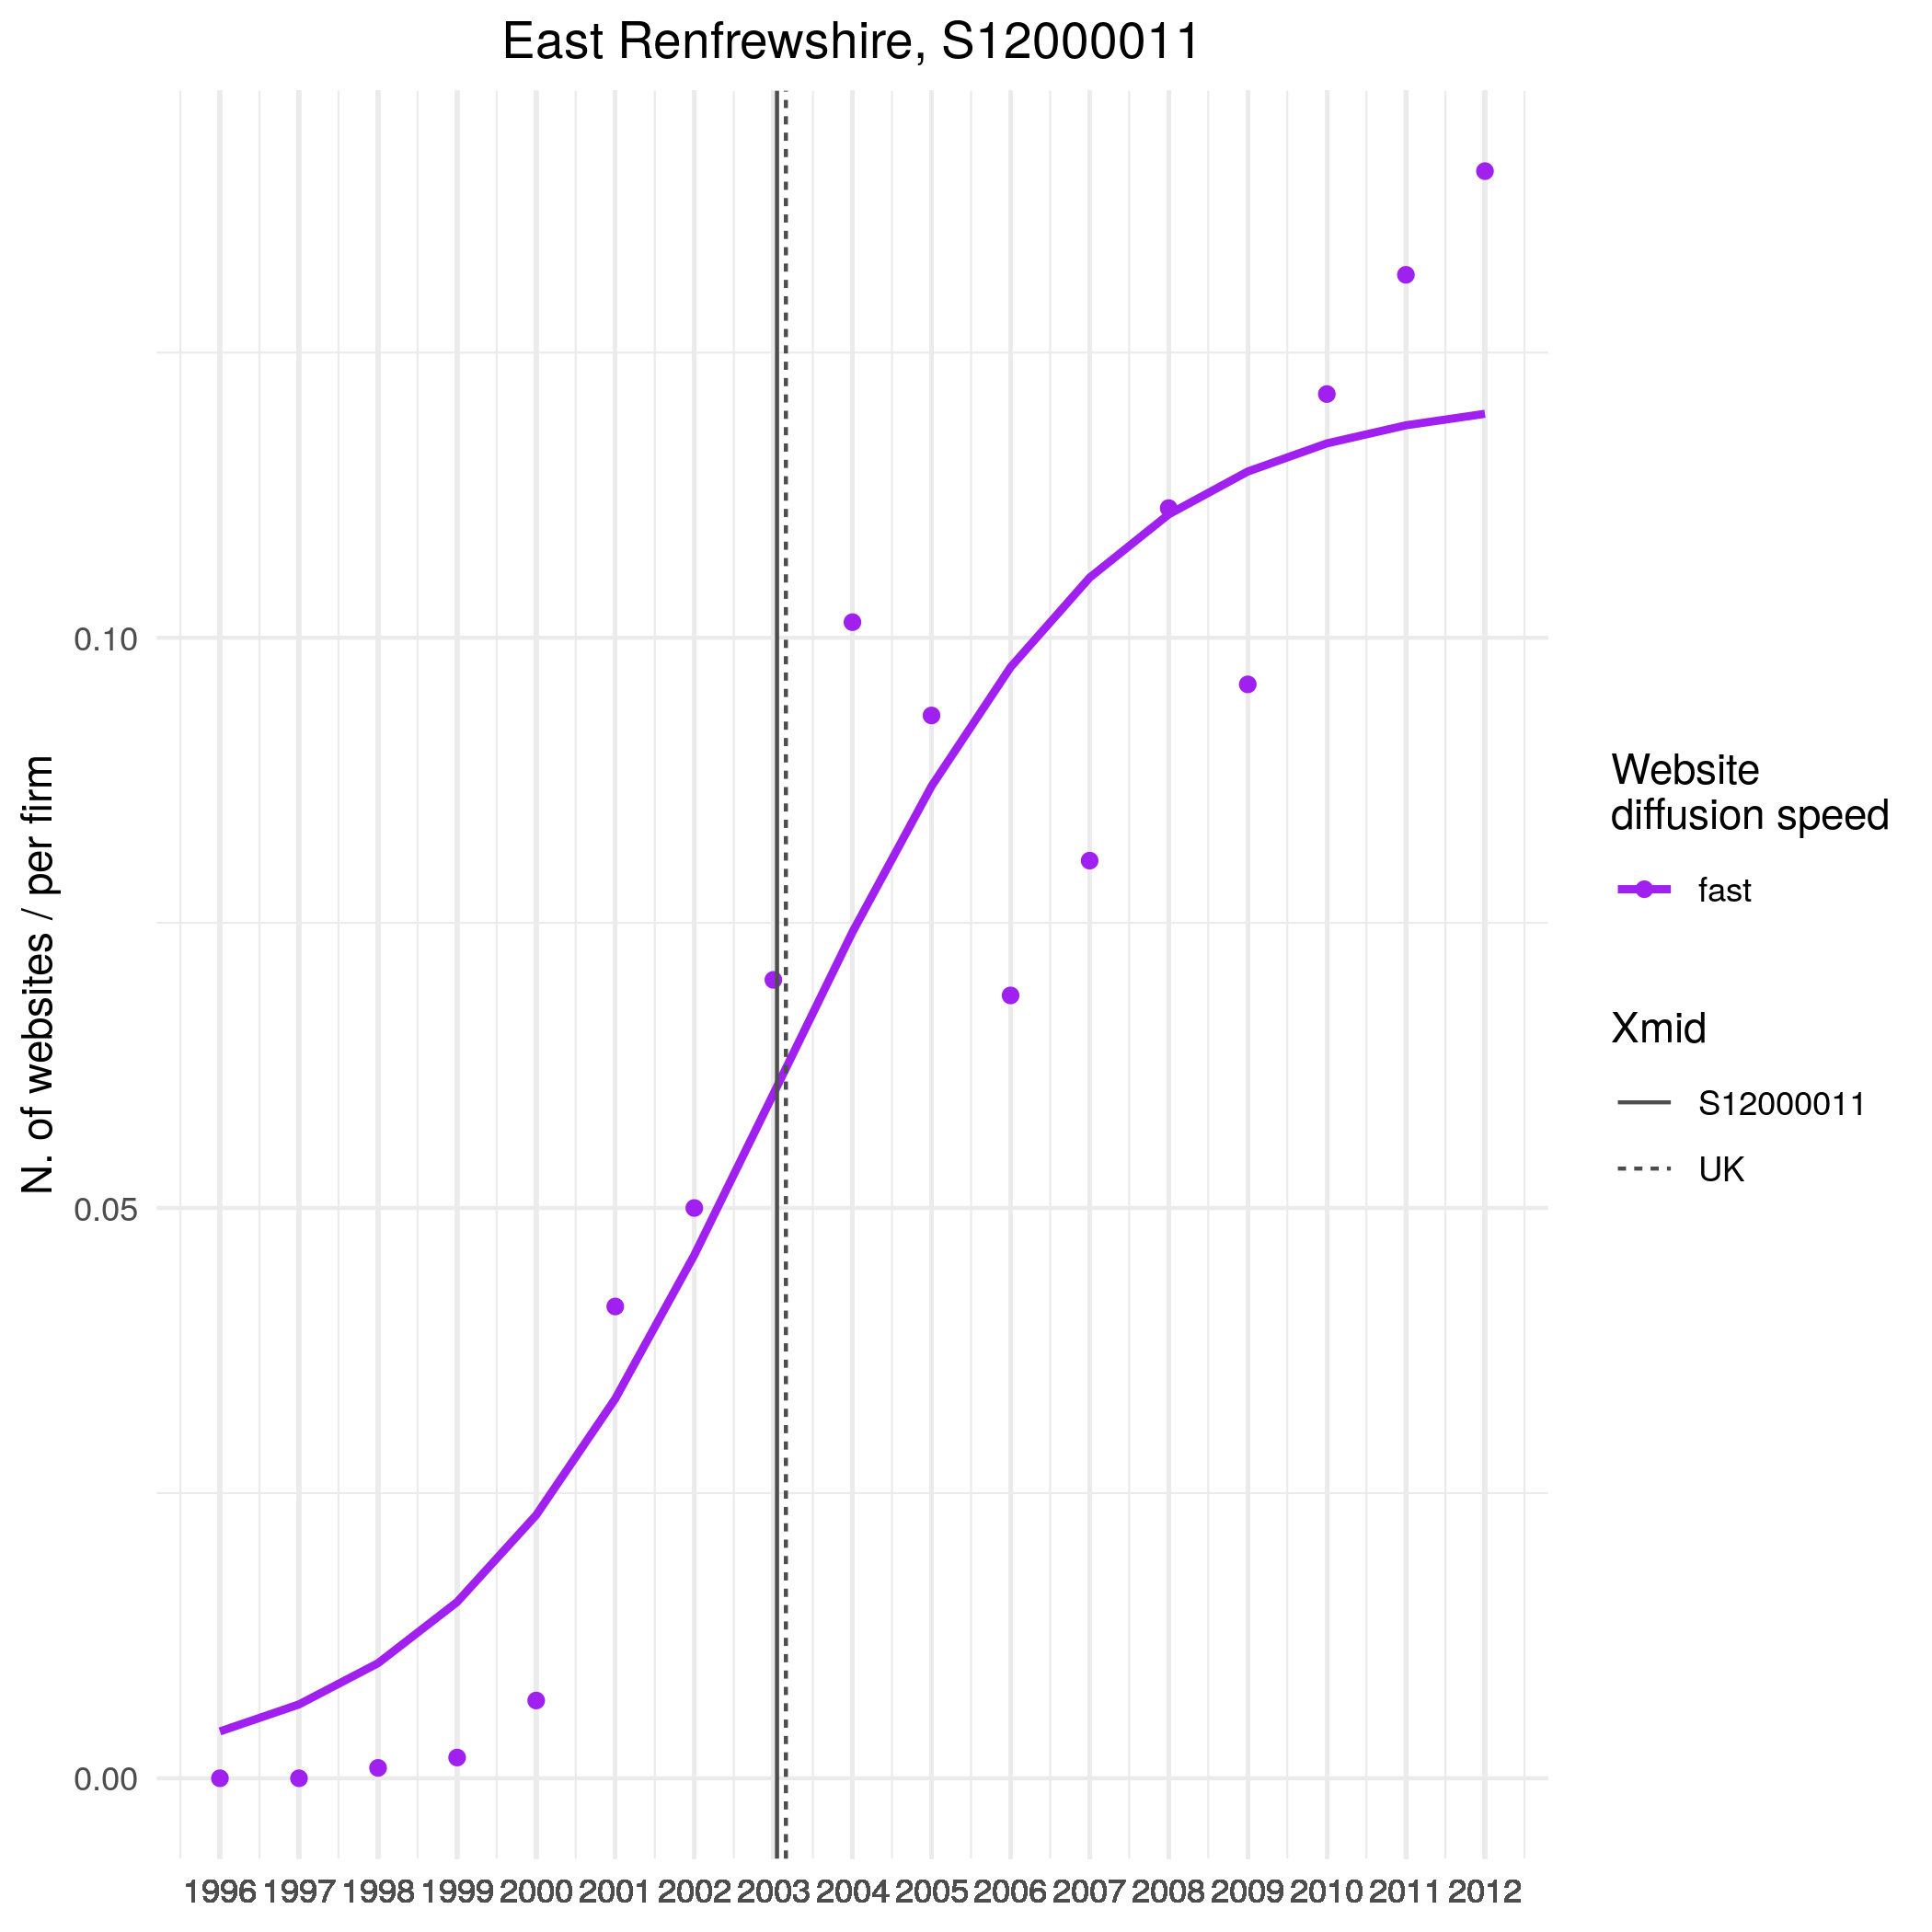 East Renfrewshire, S12000011
N. of websites / per firm
0.10
0.05
0.00
1996 1997 1998 1999 2000 2001 2002 2003 2004 2005 2006 2007 2008 2009 2010 2011 2012
Website
diffusion speed
fast
Xmid
S12000011
UK